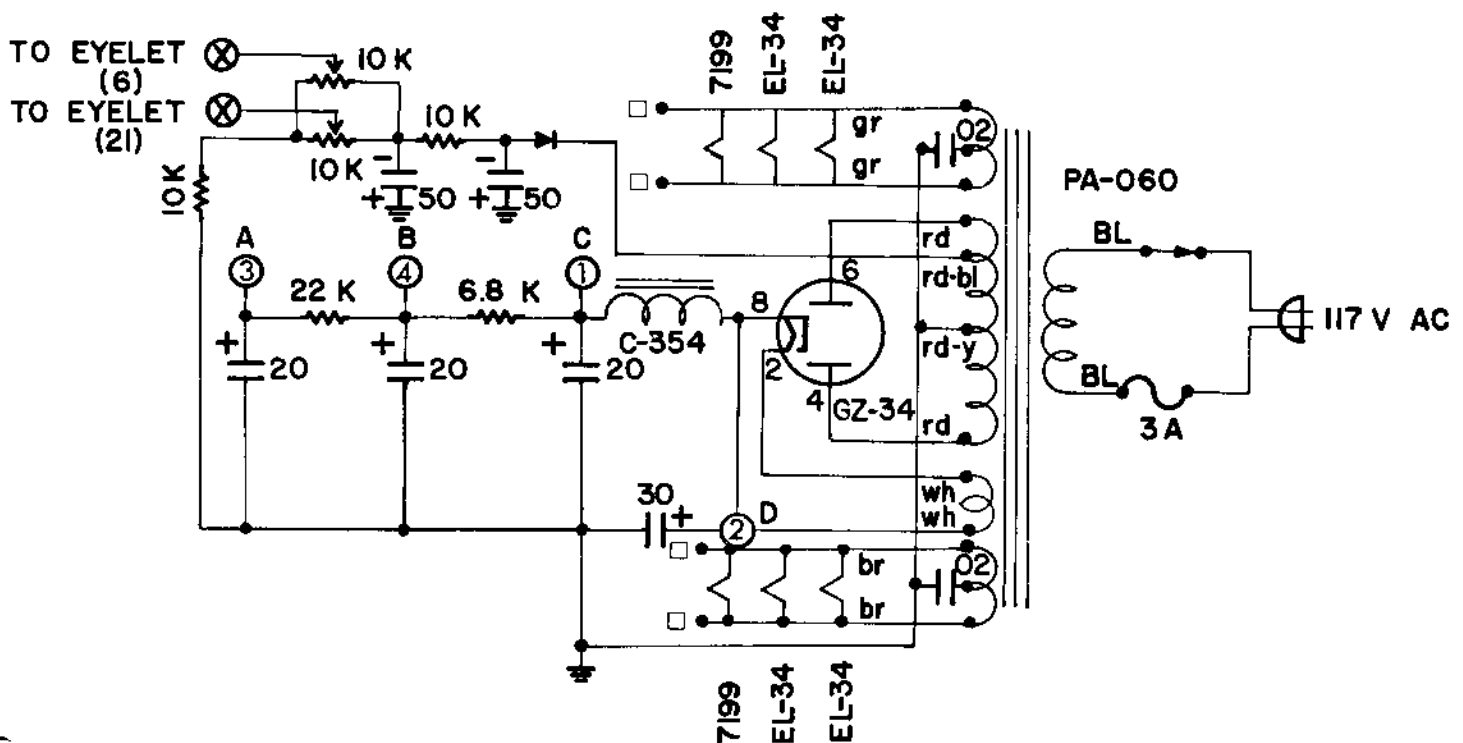 TO EYELET
(6)
TO EYELET
(21)
10 K
10 K
10 K
10 K
-
+
50
-
+
50
7199
EL-34
EL-34
gr
gr
02
PA-060
BL
BL
117 V AC
3 A
A
3
B
4
C
1
22 K
6.8 K
C-354
+
20
+
20
+
20
8
2
6
4
GZ-34
rd
rd-bl
rd-y
rd
wh
wh
30
+
2
D
br
br
02
7199
EL-34
EL-34